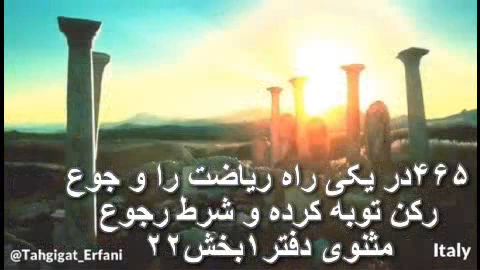 ۴۶۵در یکی راه ریاضت را و جوع
رکن توبه کرده و شرط رجوع
مثنوی دفتر۱بخش۲۲
@Tahgigat_Erfani
Italy